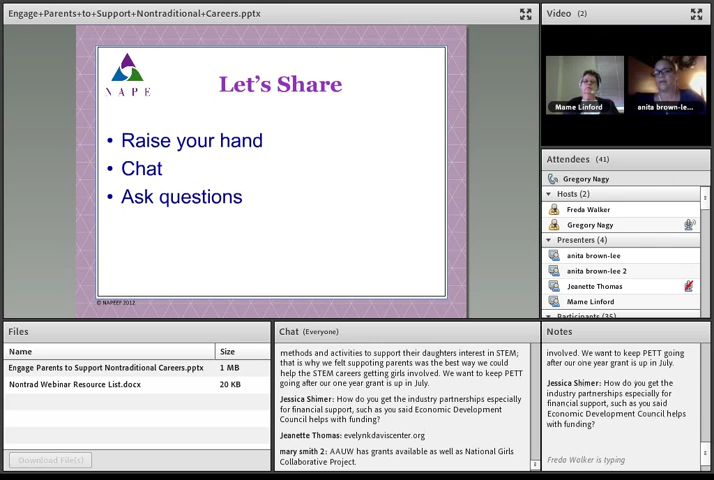 Engage+Parents+to+Support+Nontraditional+Careers.pptx
NAPE
Let's Share
• Raise your hand
• Chat
• Ask questions
© NAPEEF 2012
Video (2)
Mame Linford
anita brown-le...
Attendees (41)
Gregory Nagy
Hosts (2)
Freda Walker
Gregory Nagy
Presenters (4)
anita brown-lee
anita brown-lee 2
Jeanette Thomas
Mame Linford
Participants (35)
Files
Name Size
Engage Parents to Support Nontraditional Careers.pptx 1 MB
Nontrad Webinar Resource List.docx 20 KB
Download File(s)
Chat (Everyone)
methods and activities to support their daughters interest in STEM;
that is why we felt suppoting parents was the best way we could
help the STEM careers getting girls involved. We want to keep PETT
going after our one year grant is up in July.
Jessica Shimer: How do you get the industry partnerships especially
for financial support, such as you said Economic Development
Council helps with funding?
Jeanette Thomas: evelynkdaviscenter.org
mary smith 2: AAUW has grants available as well as National Girls
Collaborative Project.
Notes
involved. We want to keep PETT going
after our one year grant is up in July.
Jessica Shimer: How do you get the
industry partnerships especially for
financial support, such as you said
Economic Development Council helps
with funding?
Freda Walker is typing